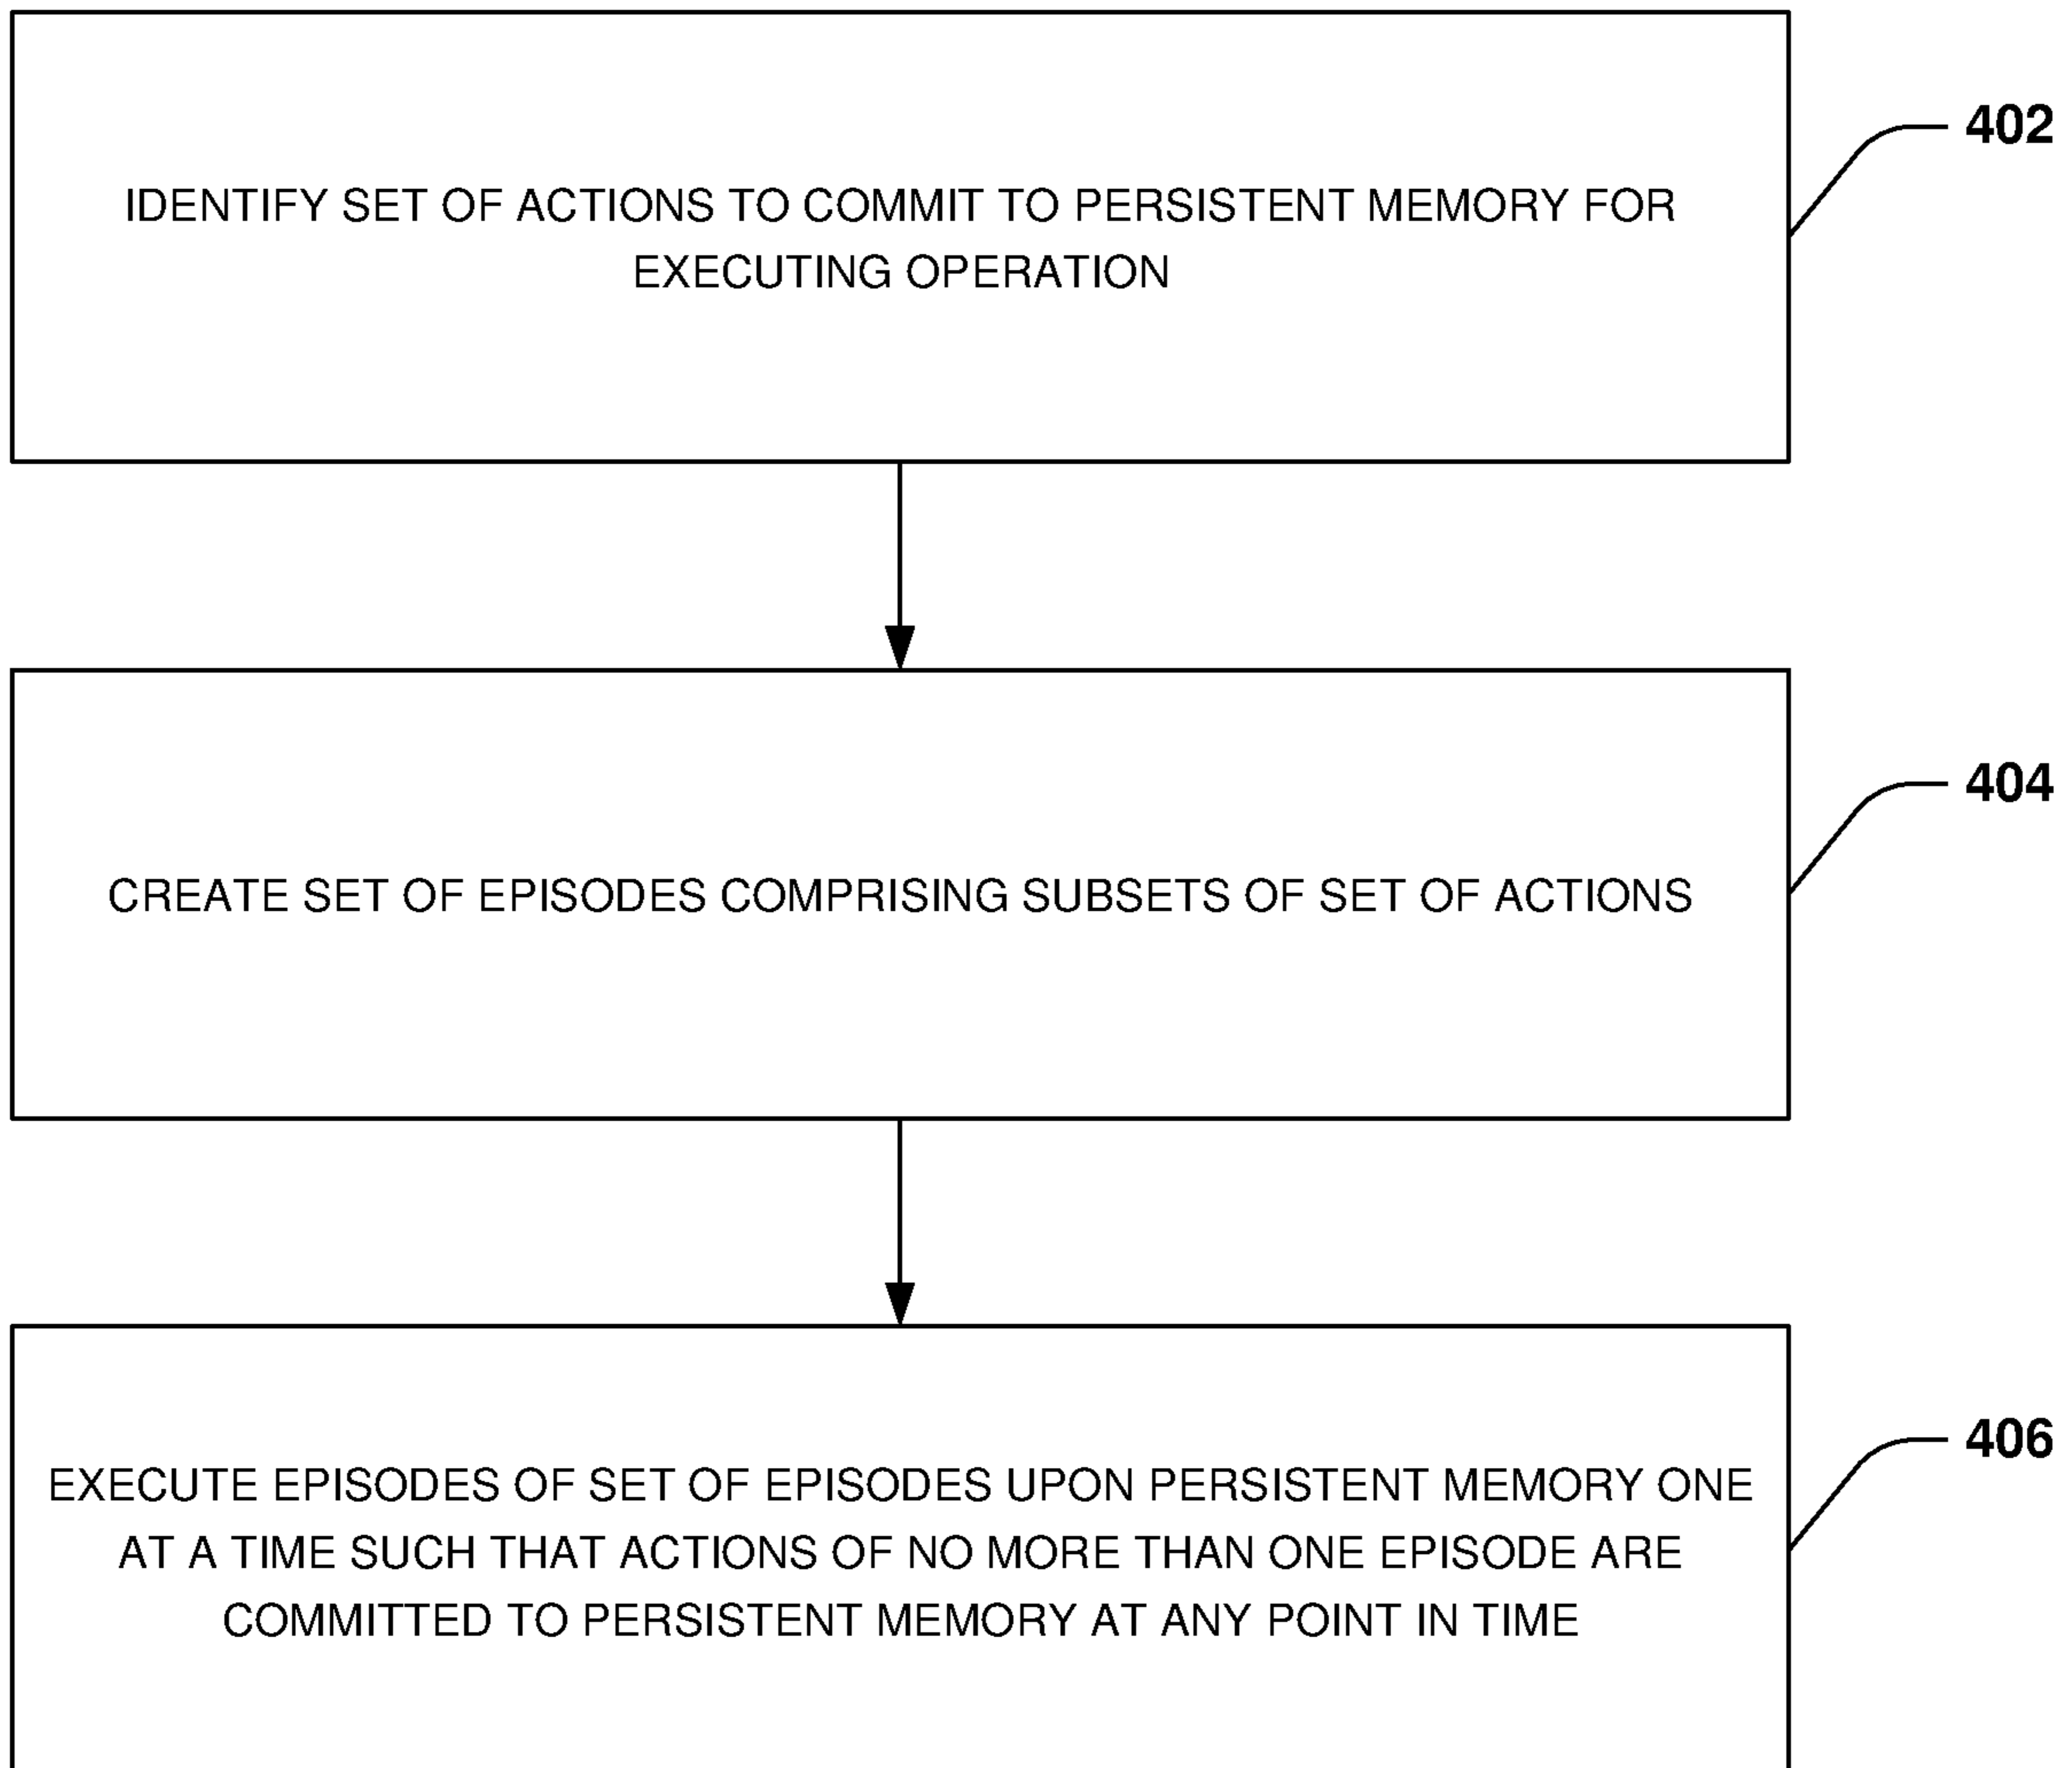 IDENTIFY SET OF ACTIONS TO COMMIT TO PERSISTENT MEMORY FOR
EXECUTING OPERATION
402
CREATE SET OF EPISODES COMPRISING SUBSETS OF SET OF ACTIONS
404
EXECUTE EPISODES OF SET OF EPISODES UPON PERSISTENT MEMORY ONE
AT A TIME SUCH THAT ACTIONS OF NO MORE THAN ONE EPISODE ARE
COMMITTED TO PERSISTENT MEMORY AT ANY POINT IN TIME
406